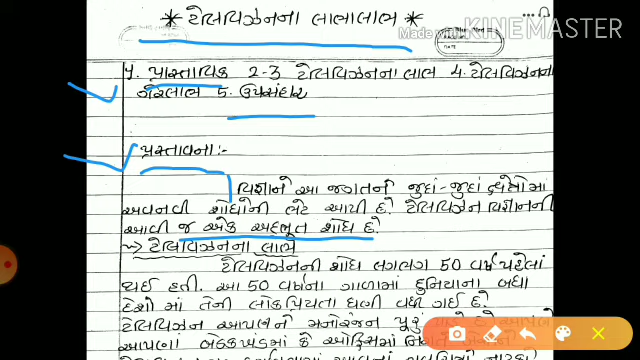 * ટેલિવિઝનના લાભાલાભ *
Made with KINEMASTER
DATE
૧. પ્રાસ્તાવિક 2-3 ટેલિવિઝનના લાભ 4. ટેલિવિઝનના
ગેરલાભ 5. ઉપસંહાર
પ્રસ્તાવના:-
વિજ્ઞાને આ જગતને જુદાં-જુદાં ક્ષેત્રોમાં
અવનવી શોધોની ભેટ આપી છે. ટેલિવિઝન વિજ્ઞાનની
આવી જ એક અદ્ભુત શોધ છે.
→ ટેલિવિઝનના લાભ
ટેલિવિઝનની શોધ લગભગ 50 વર્ષ પહેલાં
થઈ હતી. આ 50 વર્ષના ગાળામાં દુનિયાના બધા
દેશોમાં તેની લોકપ્રિયતા ઘણી વધી ગઈ છે.
ટેલિવિઝન આપણને મનોરંજન પૂરું પાડે છે
આપણા બેઠકખંડમાં કે ઓફિસમાં